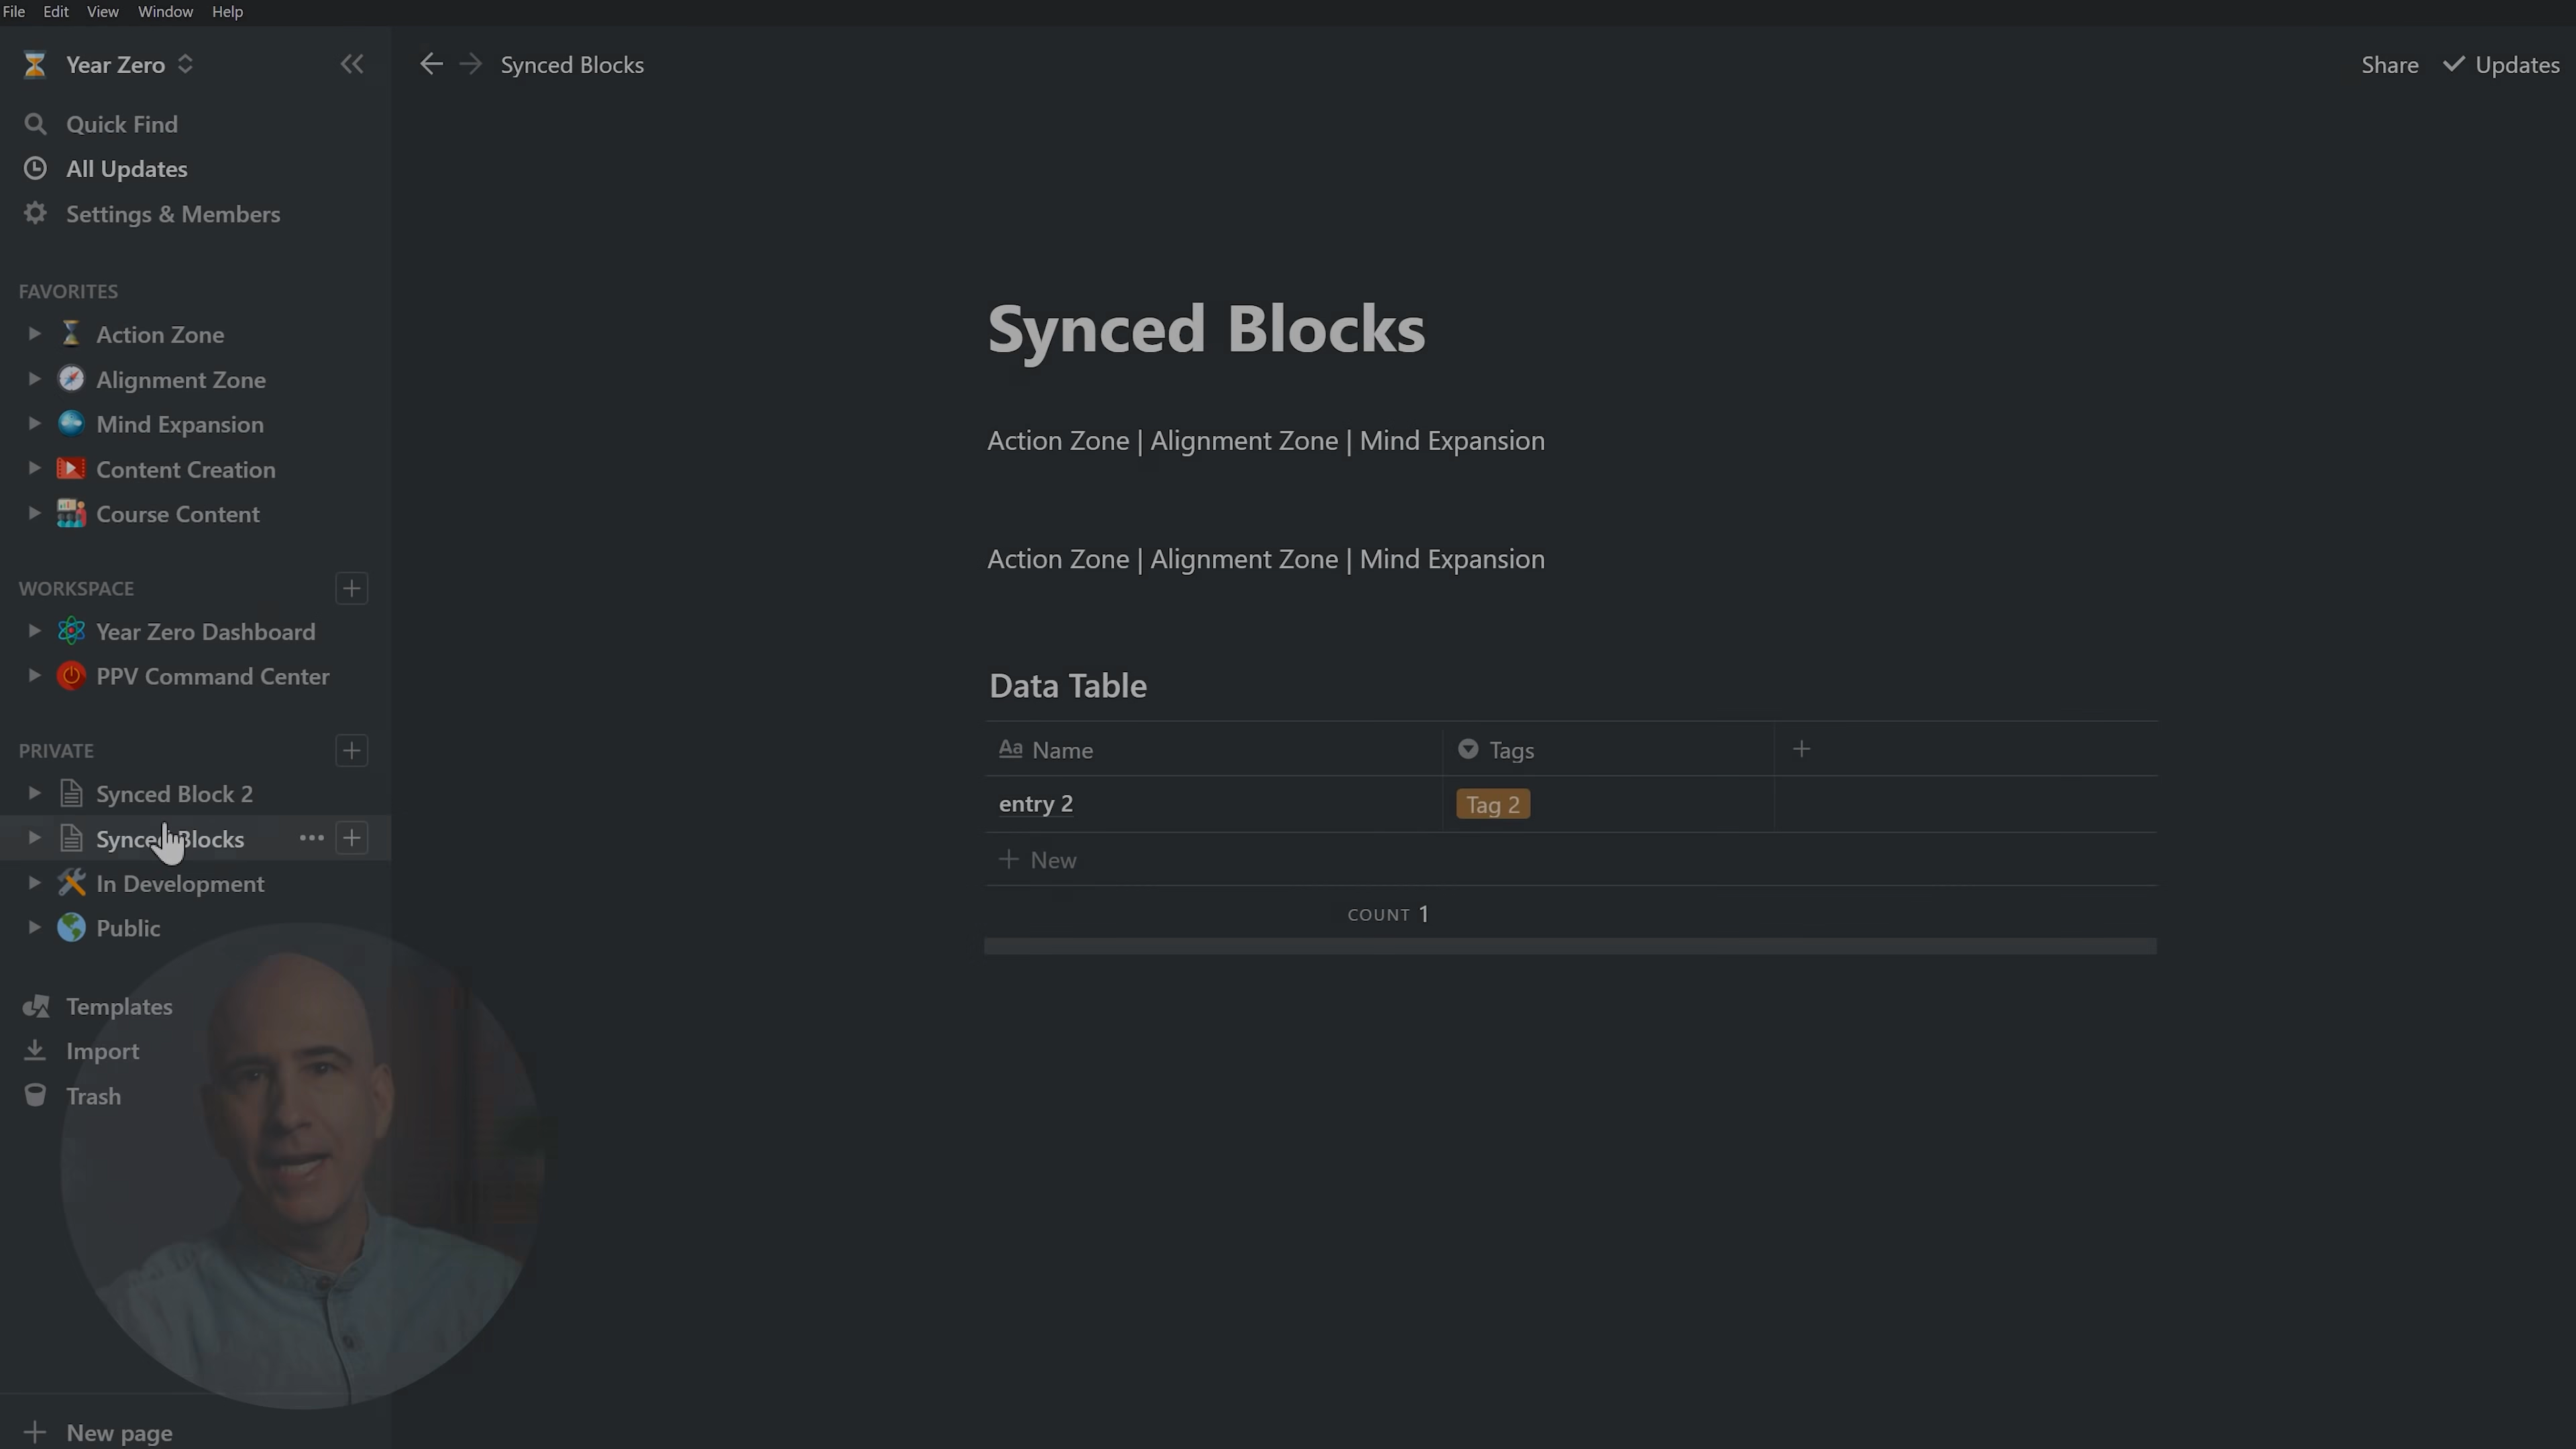 File Edit View Window Help
Year Zero
Quick Find
All Updates
Settings & Members
FAVORITES
Action Zone
Alignment Zone
Mind Expansion
Content Creation
Course Content
WORKSPACE
Year Zero Dashboard
PPV Command Center
PRIVATE
Synced Block 2
Synced Blocks
In Development
Public
Templates
Import
Trash
New page
Synced Blocks
Share Updates
Synced Blocks
Action Zone | Alignment Zone | Mind Expansion
Action Zone | Alignment Zone | Mind Expansion
Data Table
Aa Name Tags
entry 2 Tag 2
New
COUNT 1